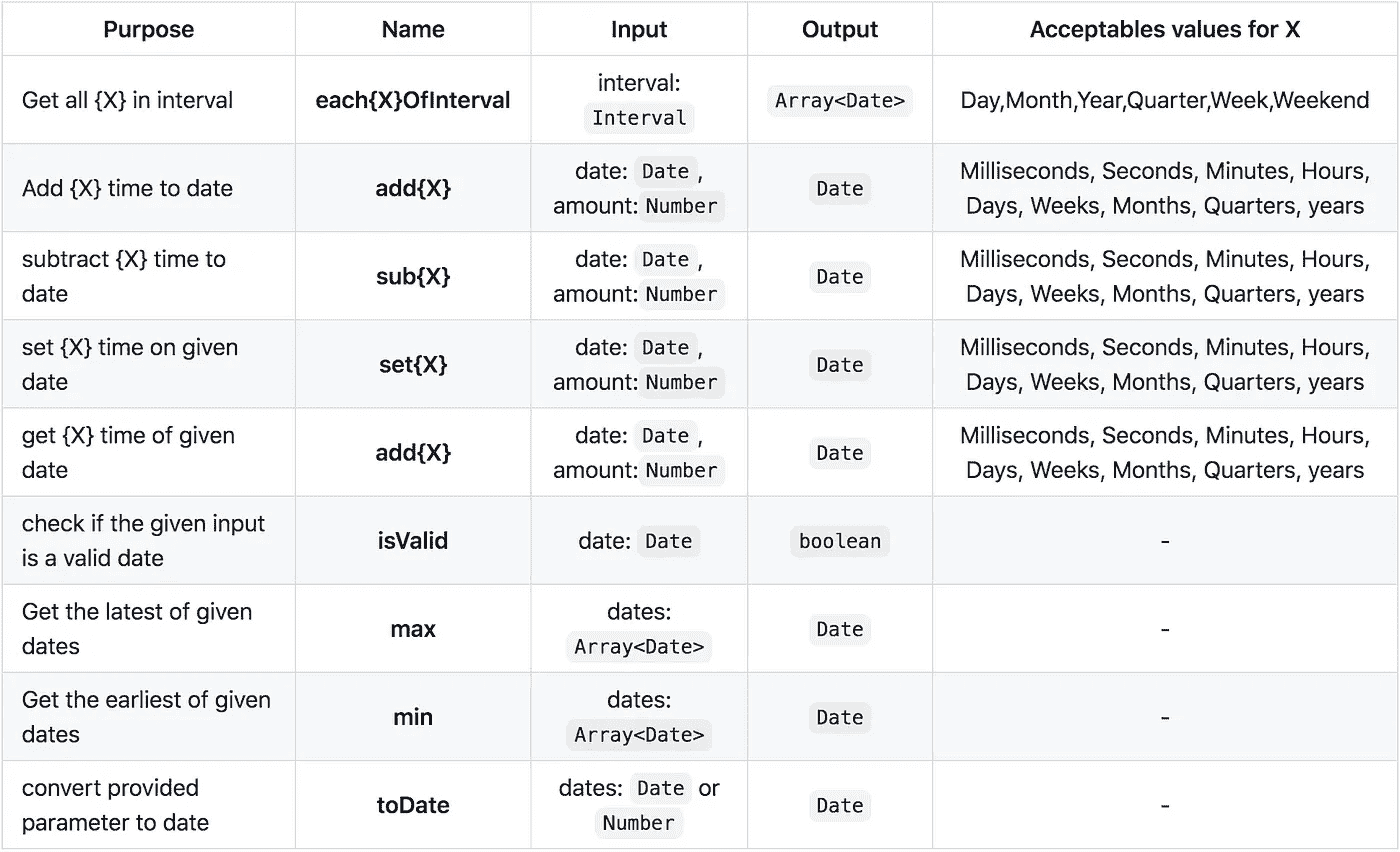 Purpose Name Input Output Acceptables values for X
Get all {X} in interval each{X}OfInterval interval: Interval Array<Date> Day,Month,Year,Quarter,Week,Weekend
Add {X} time to date add{X} date: Date , amount: Number Date Milliseconds, Seconds, Minutes, Hours, Days, Weeks, Months, Quarters, years
subtract {X} time to date sub{X} date: Date , amount: Number Date Milliseconds, Seconds, Minutes, Hours, Days, Weeks, Months, Quarters, years
set {X} time on given date set{X} date: Date , amount: Number Date Milliseconds, Seconds, Minutes, Hours, Days, Weeks, Months, Quarters, years
get {X} time of given date add{X} date: Date , amount: Number Date Milliseconds, Seconds, Minutes, Hours, Days, Weeks, Months, Quarters, years
check if the given input is a valid date isValid date: Date boolean -
Get the latest of given dates max dates: Array<Date> Date -
Get the earliest of given dates min dates: Array<Date> Date -
convert provided parameter to date toDate dates: Date or Number Date -